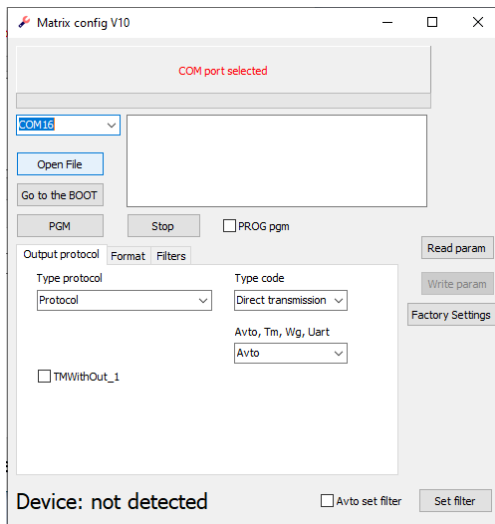 Matrix config V10
COM port selected
COM16
Open File
Go to the BOOT
PGM Stop PROG pgm
Output protocol Format Filters
Read param
Type protocol Type code
Write param
Protocol Direct transmission
Factory Settings
Avto, Tm, Wg, Uart
Avto
TMWithOut_1
Device: not detected Avto set filter Set filter